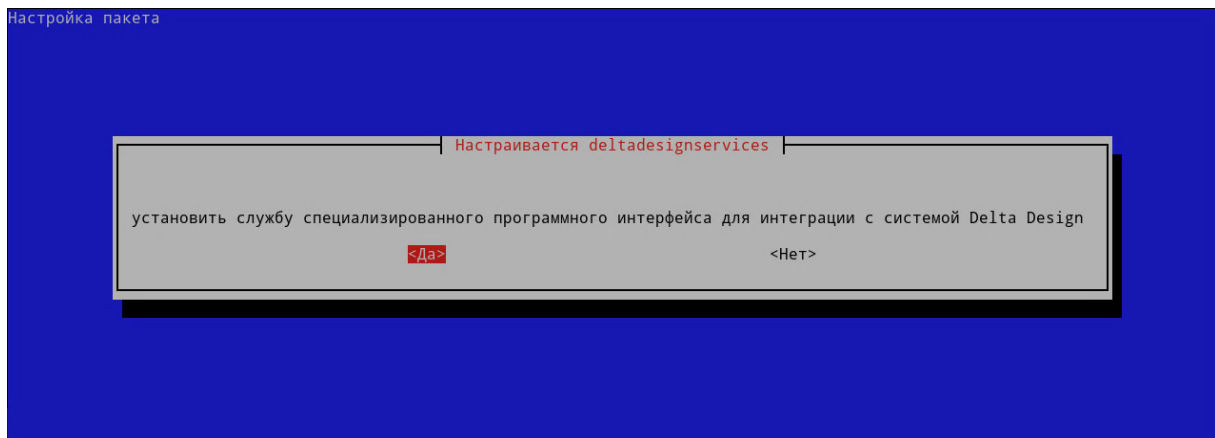 Настройка пакета
Настраивается deltadesignservices
установить службу специализированного программного интерфейса для интеграции с системой Delta Design
<Да> <Нет>